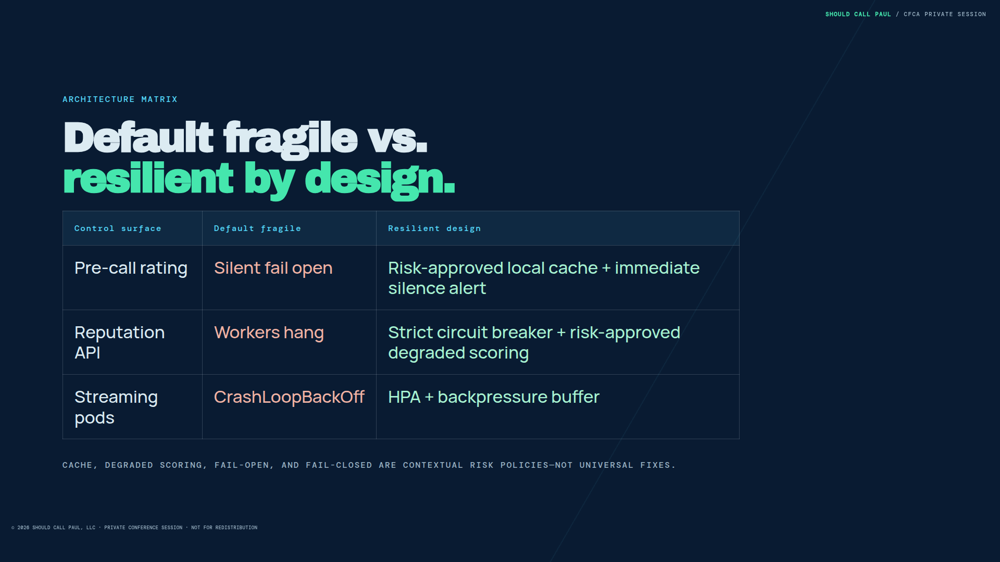 SHOULD CALL PAUL / CFCA PRIVATE SESSION
ARCHITECTURE MATRIX
Default fragile vs.
resilient by design.
Control surface
Default fragile
Resilient design
Pre-call rating
Silent fail open
Risk-approved local cache + immediate
silence alert
Reputation
API
Workers hang
Strict circuit breaker + risk-approved
degraded scoring
Streaming
pods
CrashLoopBackOff
HPA + backpressure buffer
CACHE, DEGRADED SCORING, FAIL-OPEN, AND FAIL-CLOSED ARE CONTEXTUAL RISK POLICIES—NOT UNIVERSAL FIXES.
© 2026 SHOULD CALL PAUL, LLC · PRIVATE CONFERENCE SESSION · NOT FOR REDISTRIBUTION